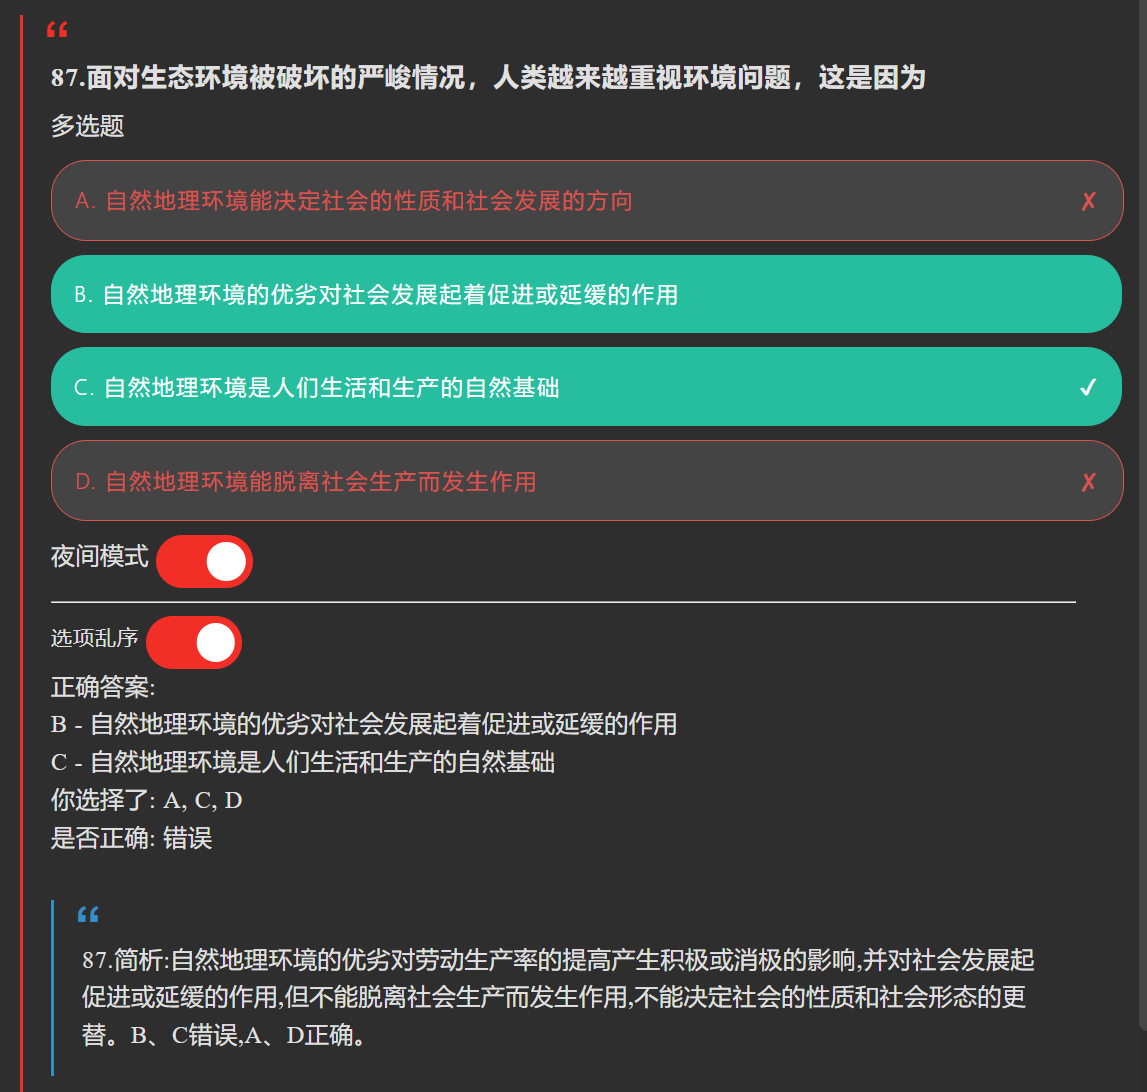 “
87.面对生态环境被破坏的严峻情况，人类越来越重视环境问题，这是因为
多选题
A. 自然地理环境能决定社会的性质和社会发展的方向 ✗
B. 自然地理环境的优劣对社会发展起着促进或延缓的作用
C. 自然地理环境是人们生活和生产的自然基础 ✓
D. 自然地理环境能脱离社会生产而发生作用 ✗
夜间模式
选项乱序
正确答案:
B - 自然地理环境的优劣对社会发展起着促进或延缓的作用
C - 自然地理环境是人们生活和生产的自然基础
你选择了: A, C, D
是否正确: 错误
“
87.简析:自然地理环境的优劣对劳动生产率的提高产生积极或消极的影响,并对社会发展起
促进或延缓的作用,但不能脱离社会生产而发生作用,不能决定社会的性质和社会形态的更
替。B、C错误,A、D正确。